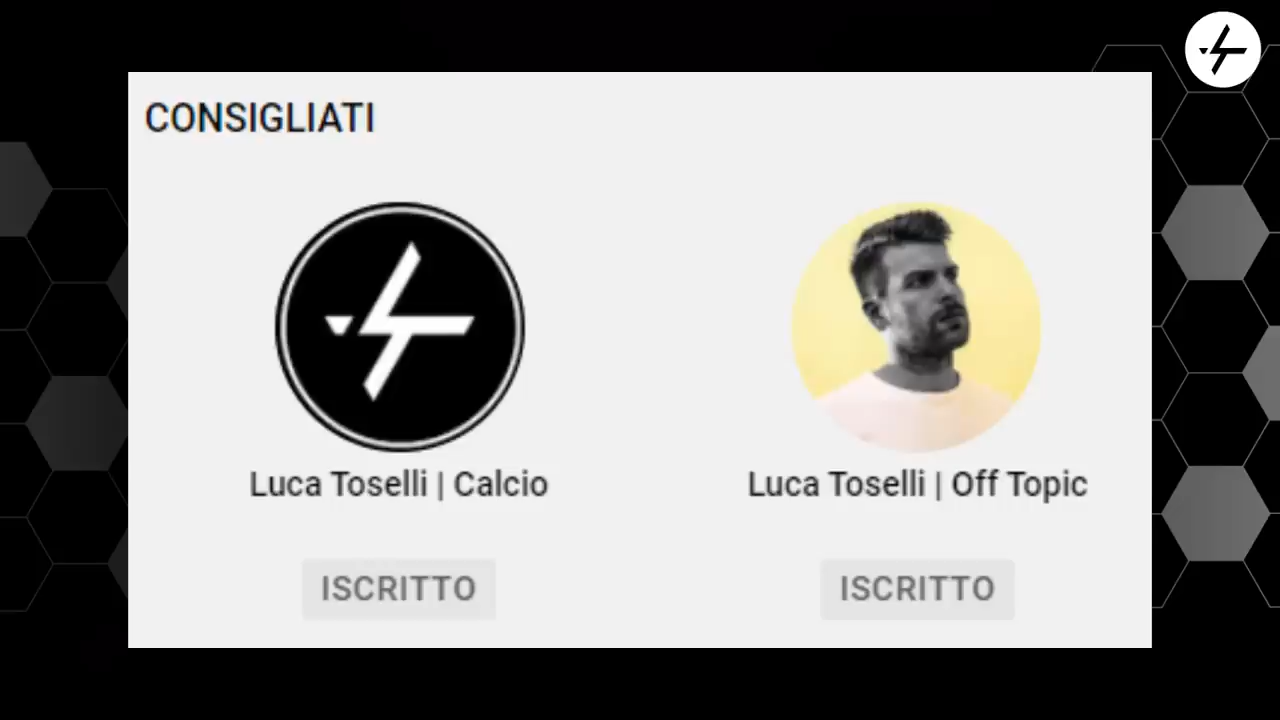 CONSIGLIATI
Luca Toselli | Calcio
Luca Toselli | Off Topic
ISCRITTO
ISCRITTO